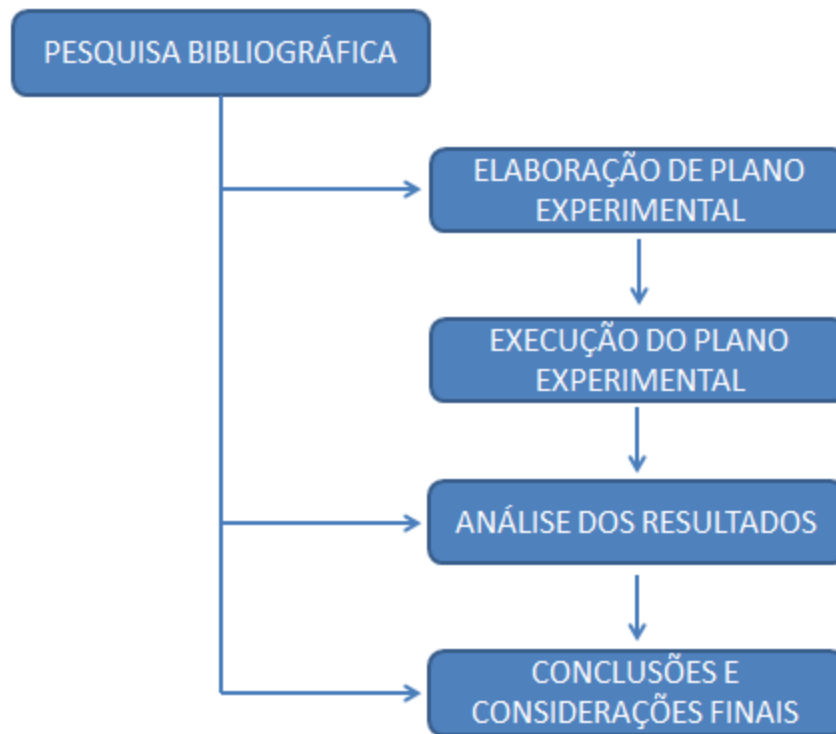 PESQUISA BIBLIOGRÁFICA
ELABORAÇÃO DE PLANO
EXPERIMENTAL
EXECUÇÃO DO PLANO
EXPERIMENTAL
ANÁLISE DOS RESULTADOS
CONCLUSÕES E
CONSIDERAÇÕES FINAIS